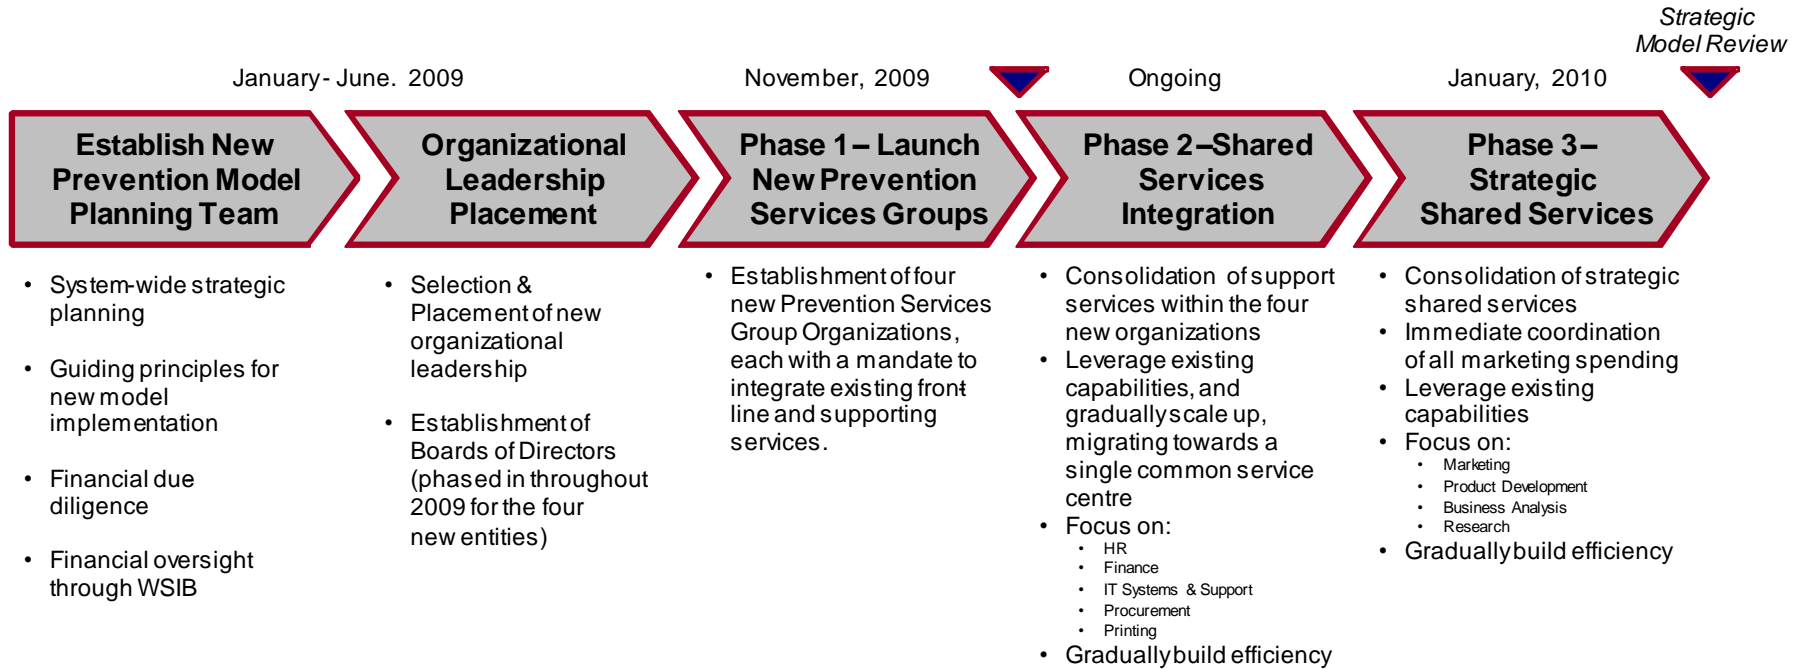 Strategic
Model Review
January - June. 2009
November, 2009
Ongoing
January, 2010
Establish New
Prevention Model
Planning Team
Organizational
Leadership
Placement
Phase 1 – Launch
New Prevention
Services Groups
Phase 2 – Shared
Services
Integration
Phase 3 –
Strategic
Shared Services
• System-wide strategic
planning
• Guiding principles for
new model
implementation
• Financial due
diligence
• Financial oversight
through WSIB
• Selection &
Placement of new
organizational
leadership
• Establishment of
Boards of Directors
(phased in throughout
2009 for the four
new entities)
• Establishment of four
new Prevention Services
Group Organizations,
each with a mandate to
integrate existing front-
line and supporting
services.
• Consolidation of support
services within the four
new organizations
• Leverage existing
capabilities, and
gradually scale up,
migrating towards a
single common service
centre
• Focus on:
• HR
• Finance
• IT Systems & Support
• Procurement
• Printing
• Gradually build efficiency
• Consolidation of strategic
shared services
• Immediate coordination
of all marketing spending
• Leverage existing
capabilities
• Focus on:
• Marketing
• Product Development
• Business Analysis
• Research
• Gradually build efficiency